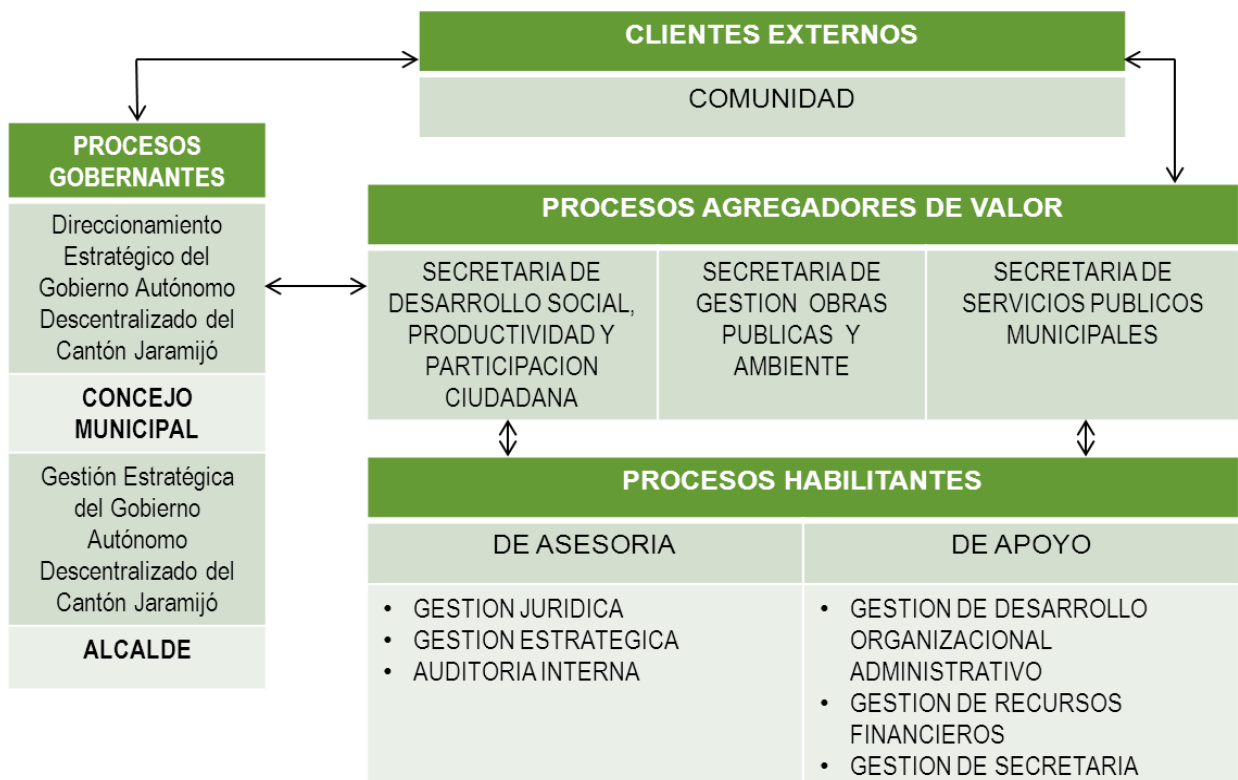 CLIENTES EXTERNOS
COMUNIDAD
PROCESOS
GOBERNANTES
Direccionamiento
Estratégico del
Gobierno Autónomo
Descentralizado del
Cantón Jaramijó
CONCEJO
MUNICIPAL
Gestión Estratégica
del Gobierno
Autónomo
Descentralizado del
Cantón Jaramijó
ALCALDE
PROCESOS AGREGADORES DE VALOR
SECRETARIA DE
DESARROLLO SOCIAL,
PRODUCTIVIDAD Y
PARTICIPACION
CIUDADANA
SECRETARIA DE
GESTION OBRAS
PUBLICAS Y
AMBIENTE
SECRETARIA DE
SERVICIOS PUBLICOS
MUNICIPALES
PROCESOS HABILITANTES
DE ASESORIA
• GESTION JURIDICA
• GESTION ESTRATEGICA
• AUDITORIA INTERNA
DE APOYO
• GESTION DE DESARROLLO
ORGANIZACIONAL
ADMINISTRATIVO
• GESTION DE RECURSOS
FINANCIEROS
• GESTION DE SECRETARIA